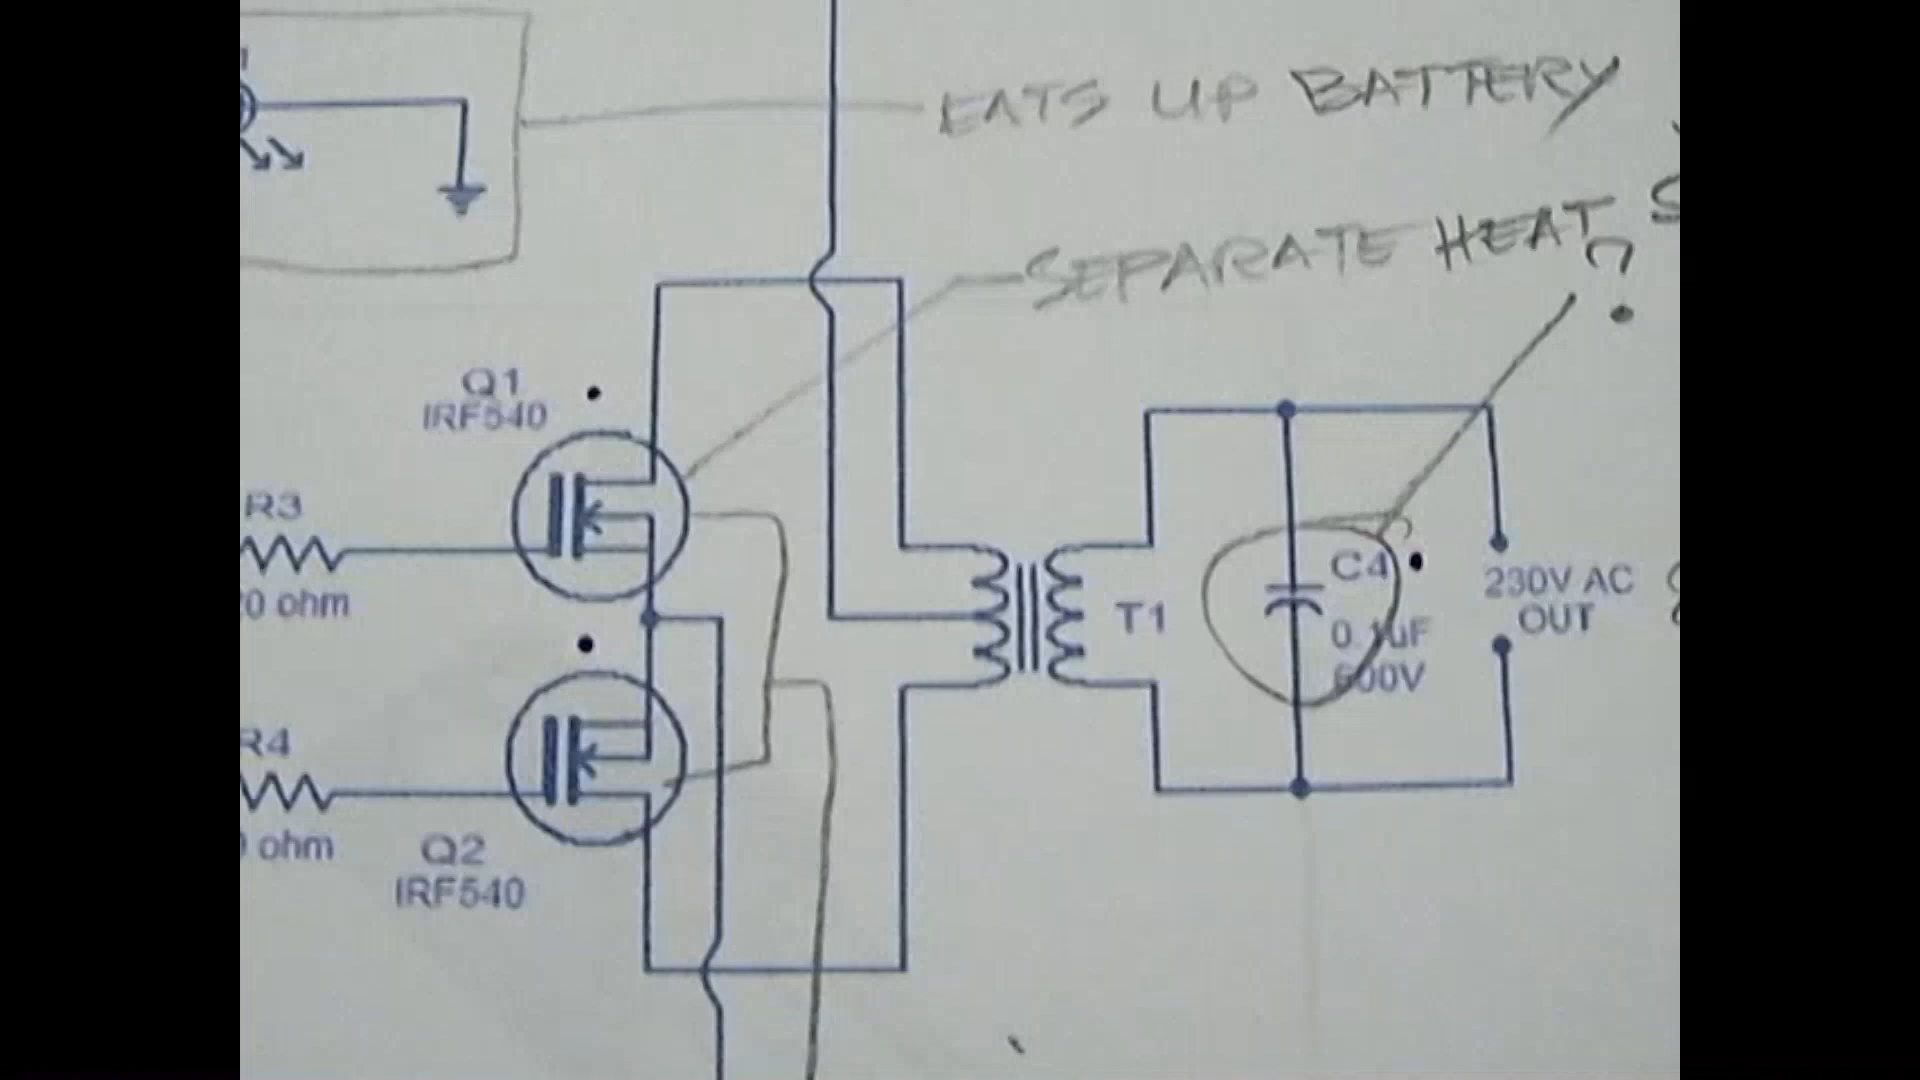 EATS UP BATTERY
SEPARATE HEAT
?
Q1
IRF540
R3
0 ohm
C4
230V AC
OUT
T1
0.1uF
600V
R4
ohm
Q2
IRF540